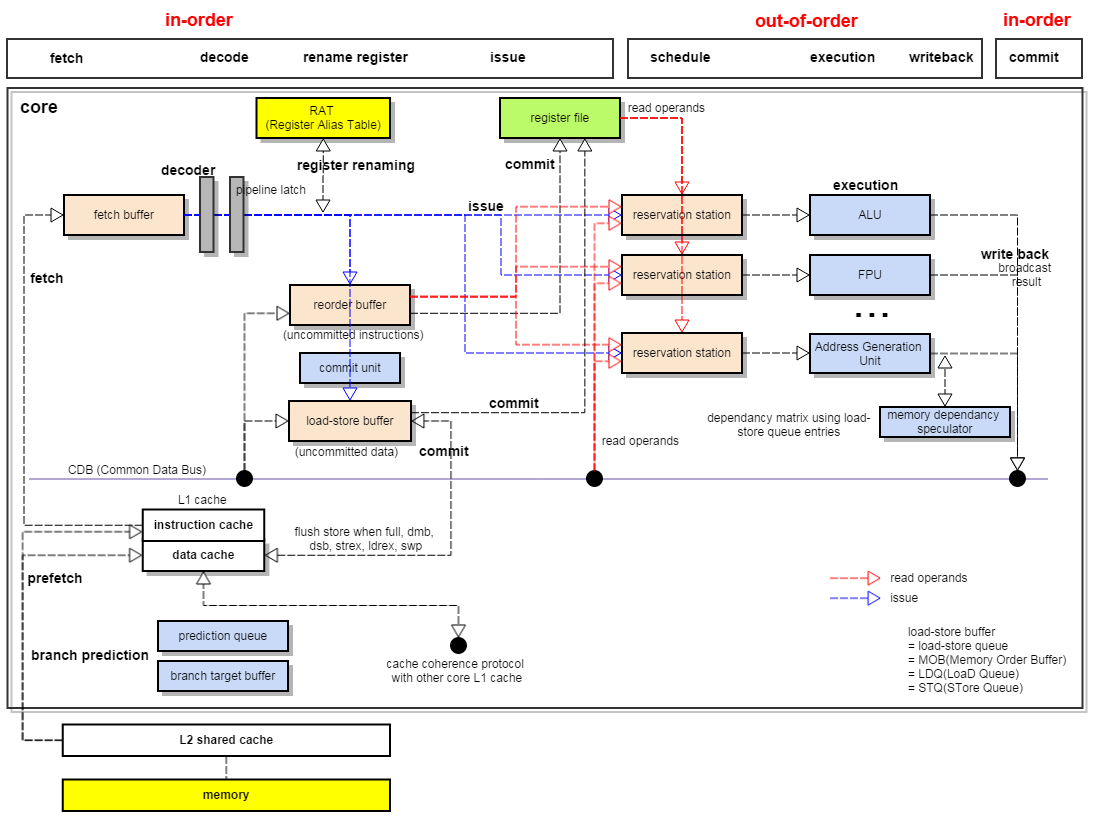 in-order
out-of-order
in-order
fetch
decode
rename register
issue
schedule
execution
writeback
commit
core
RAT
(Register Alias Table)
register file
read operands
register renaming
commit
decoder
pipeline latch
execution
fetch buffer
issue
reservation station
ALU
fetch
write back
broadcast
result
reservation station
FPU
reorder buffer
(uncommitted instructions)
...
reservation station
Address Generation
Unit
commit unit
commit
load-store buffer
(uncommitted data)
commit
read operands
dependancy matrix using load-
store queue entries
memory dependancy
speculator
CDB (Common Data Bus)
L1 cache
instruction cache
data cache
flush store when full, dmb,
dsb, strex, ldrex, swp
prefetch
read operands
issue
prediction queue
branch prediction
branch target buffer
cache coherence protocol
with other core L1 cache
load-store buffer
= load-store queue
= MOB(Memory Order Buffer)
= LDQ(LoaD Queue)
= STQ(STore Queue)
L2 shared cache
memory